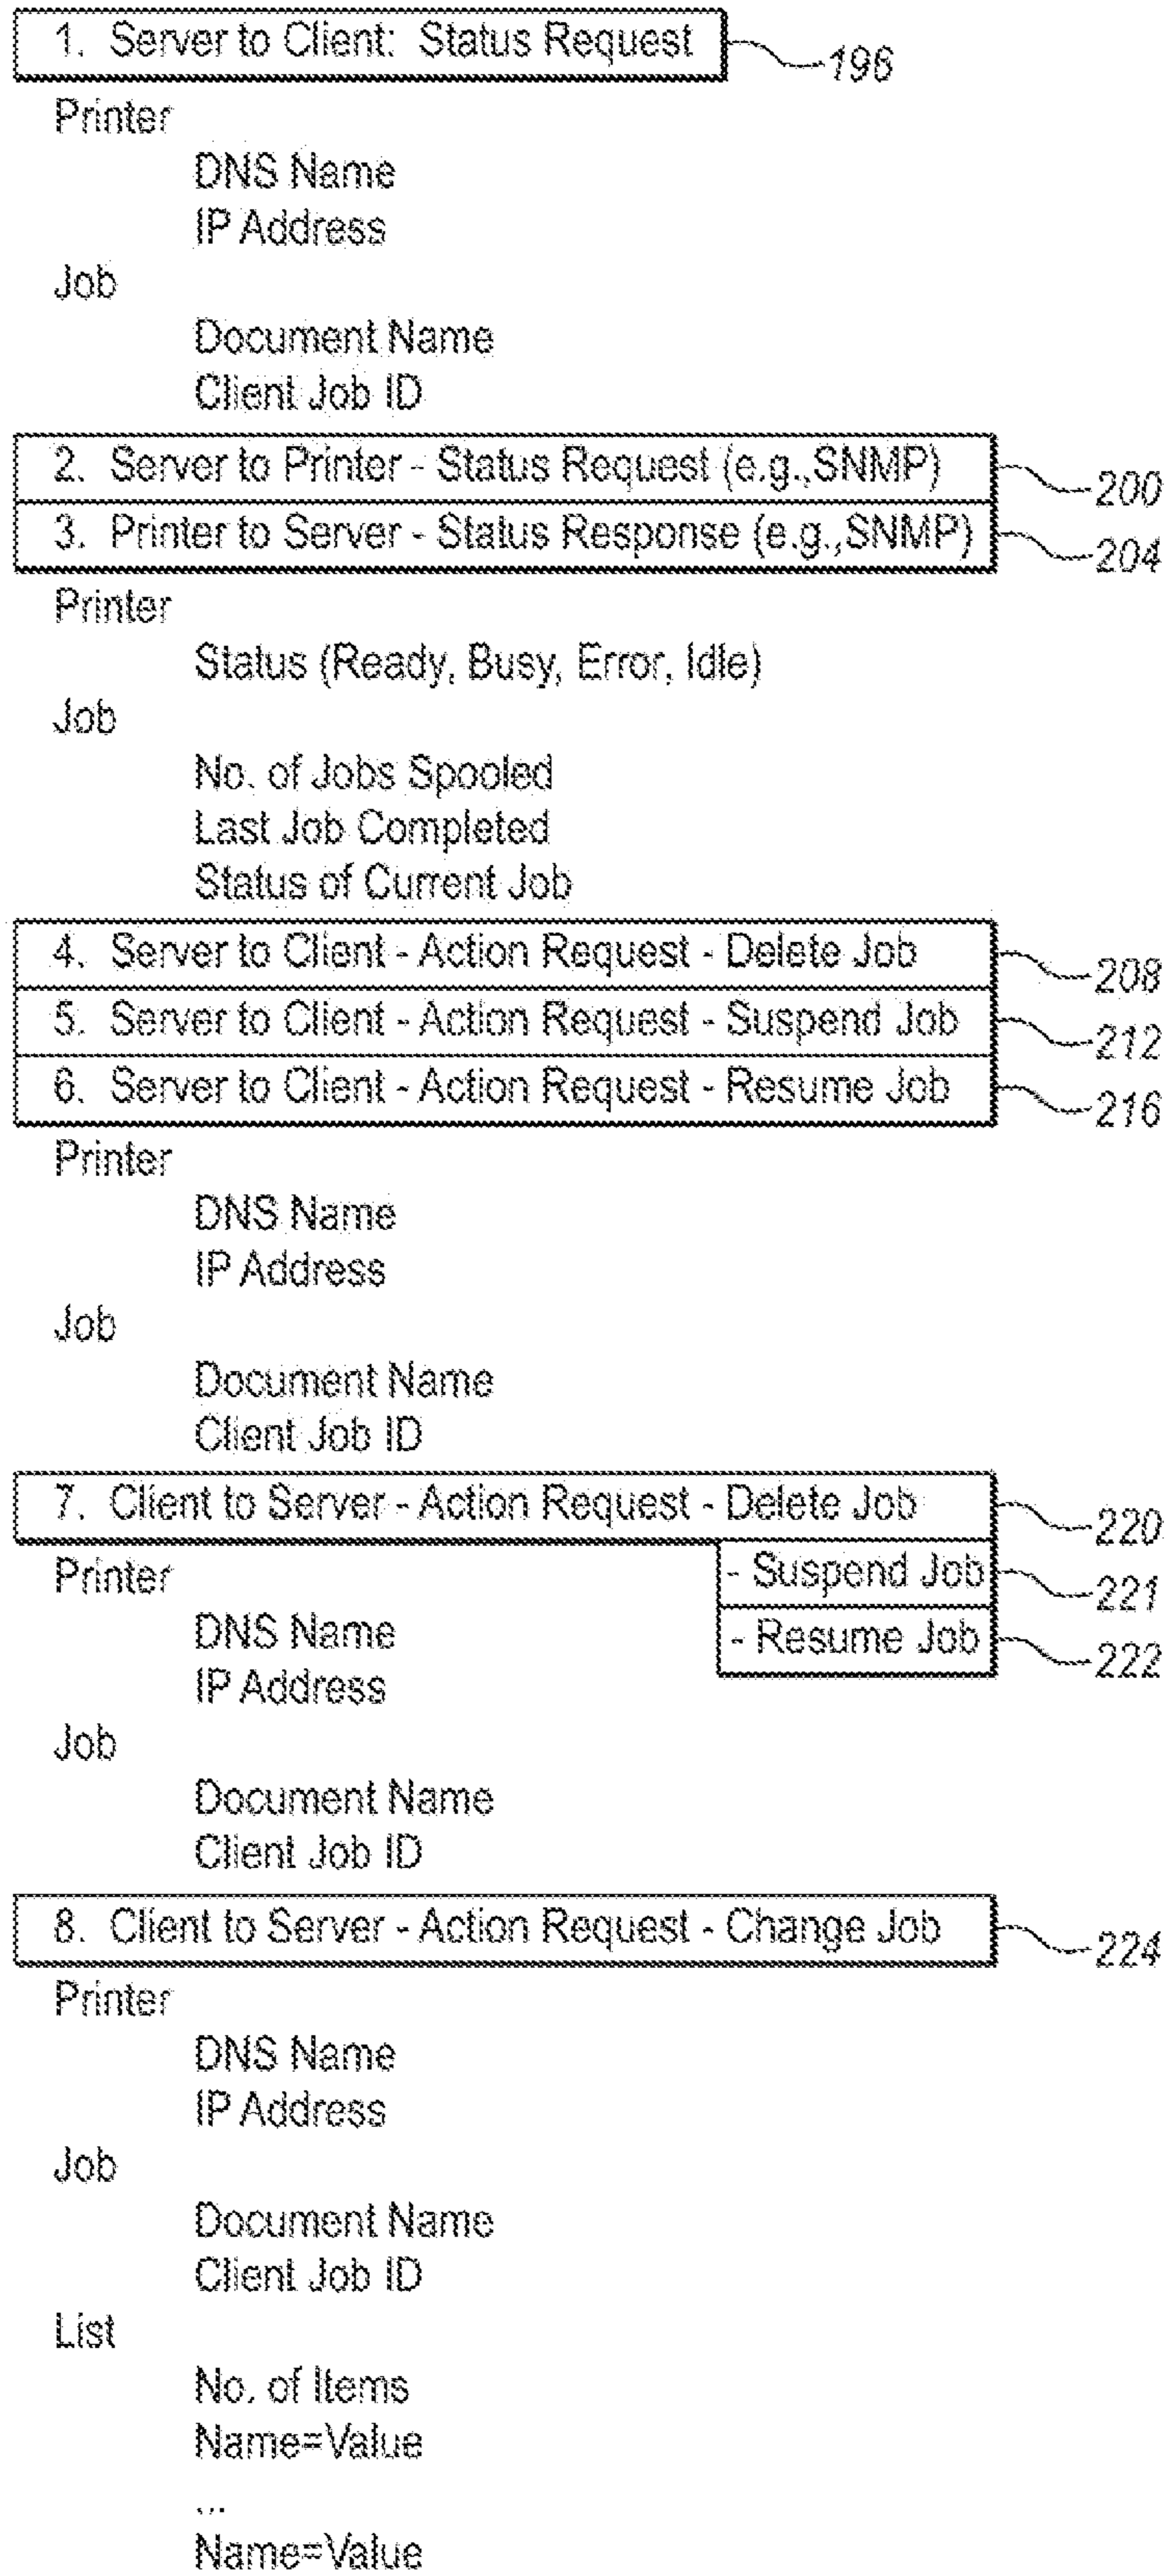 1. Server to Client: Status Request 196
Printer
DNS Name
IP Address
Job
Document Name
Client Job ID
2. Server to Printer - Status Request (e.g.,SNMP) 200
3. Printer to Server - Status Response (e.g.,SNMP) 204
Printer
Status (Ready, Busy, Error, Idle)
Job
No. of Jobs Spooled
Last Job Completed
Status of Current Job
4. Server to Client - Action Request - Delete Job 208
5. Server to Client - Action Request - Suspend Job 212
6. Server to Client - Action Request - Resume Job 216
Printer
DNS Name
IP Address
Job
Document Name
Client Job ID
7. Client to Server - Action Request - Delete Job 220
- Suspend Job 221
- Resume Job 222
Printer
DNS Name
IP Address
Job
Document Name
Client Job ID
8. Client to Server - Action Request - Change Job 224
Printer
DNS Name
IP Address
Job
Document Name
Client Job ID
List
No. of Items
Name=Value
...
Name=Value